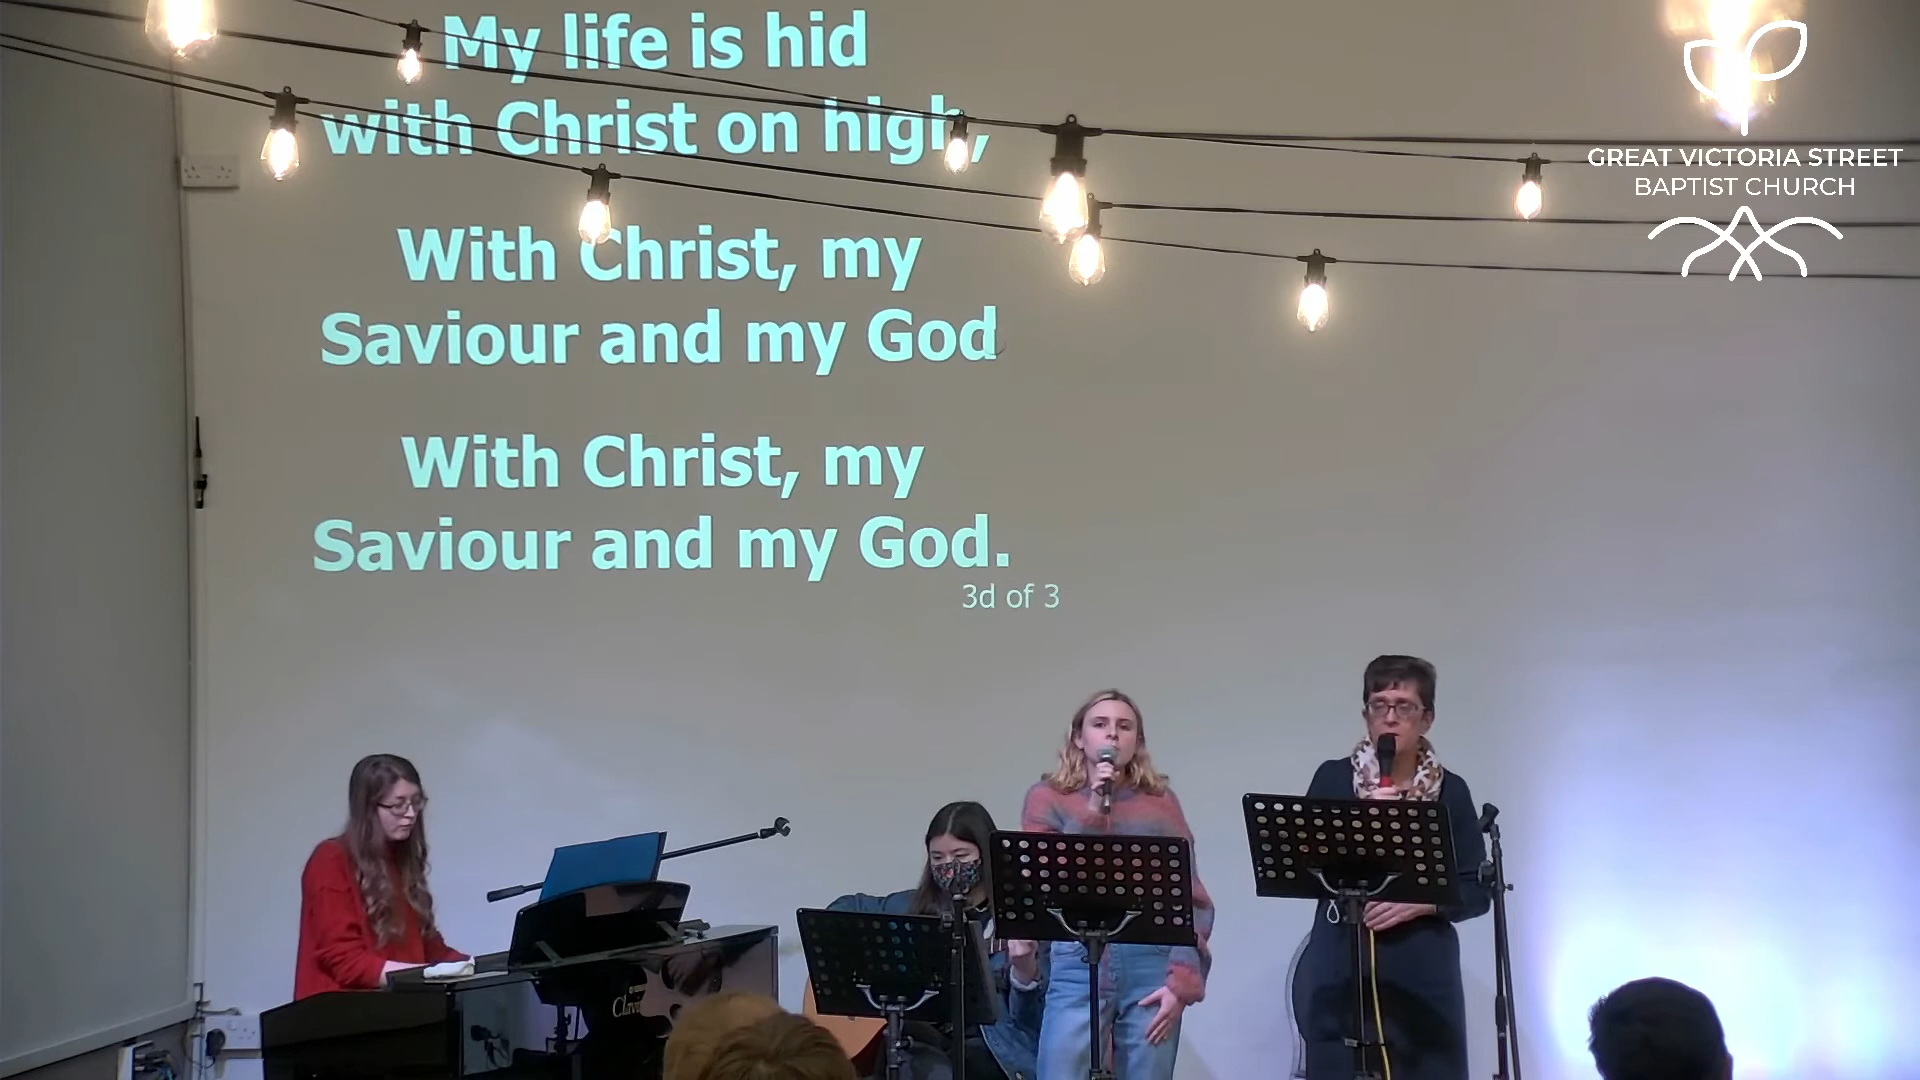 My life is hid
with Christ on high,
With Christ, my
Saviour and my God
With Christ, my
Saviour and my God.
3d of 3
GREAT VICTORIA STREET
BAPTIST CHURCH